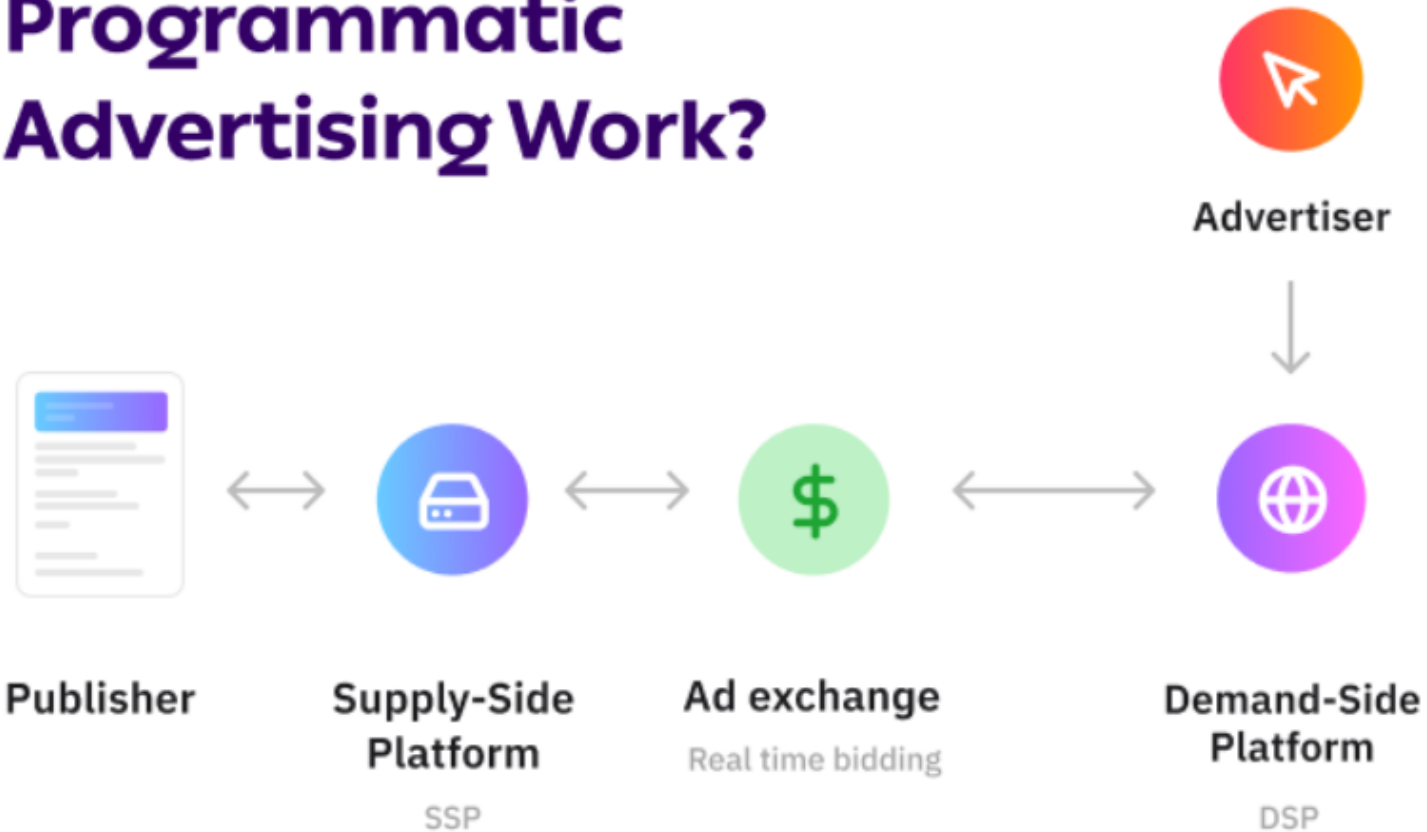 Programmatic
Advertising Work?
Advertiser
Publisher
Supply-Side
Platform
SSP
Ad exchange
Real time bidding
Demand-Side
Platform
DSP